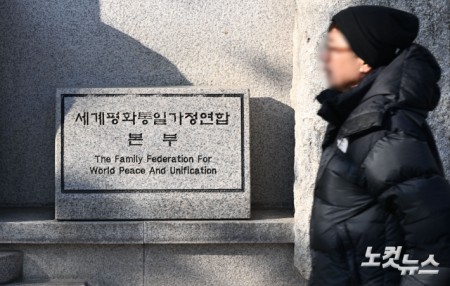 세계평화통일가정연합
본부
The Family Federation For
World Peace And Unification
노컷뉴스